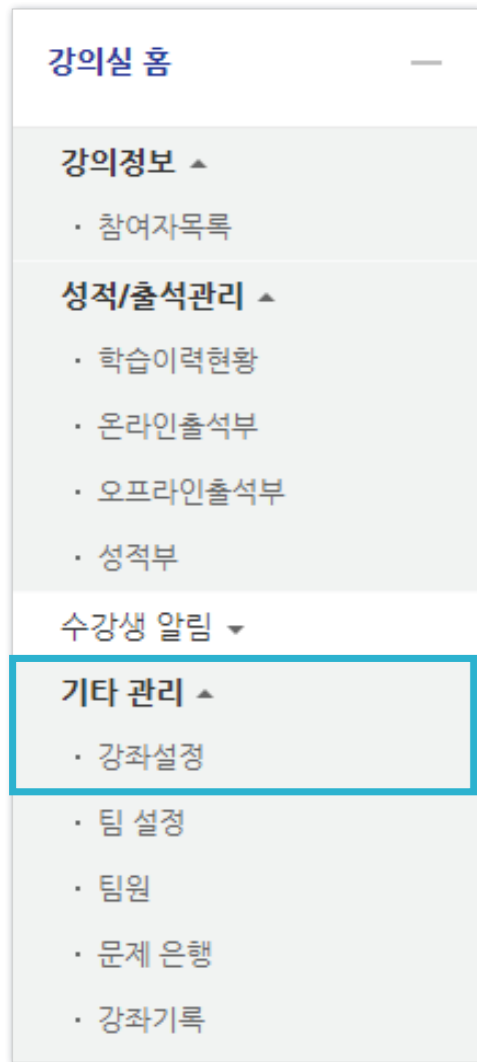 강의실 홈
강의정보
· 참여자목록
성적/출석관리
· 학습이력현황
· 온라인출석부
· 오프라인출석부
· 성적부
수강생 알림
기타 관리
· 강좌설정
· 팀 설정
· 팀원
· 문제 은행
· 강좌기록